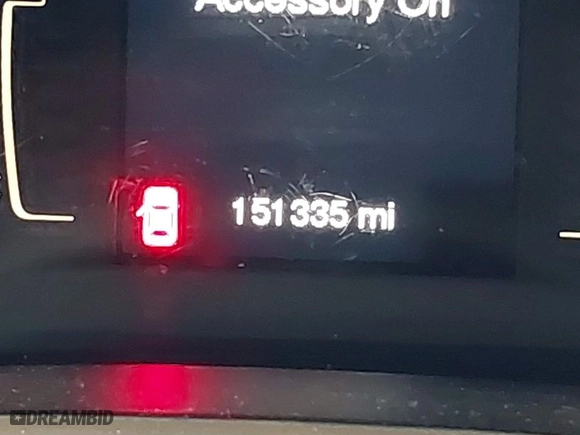 Accessory On
151335 mi
DREAMBID